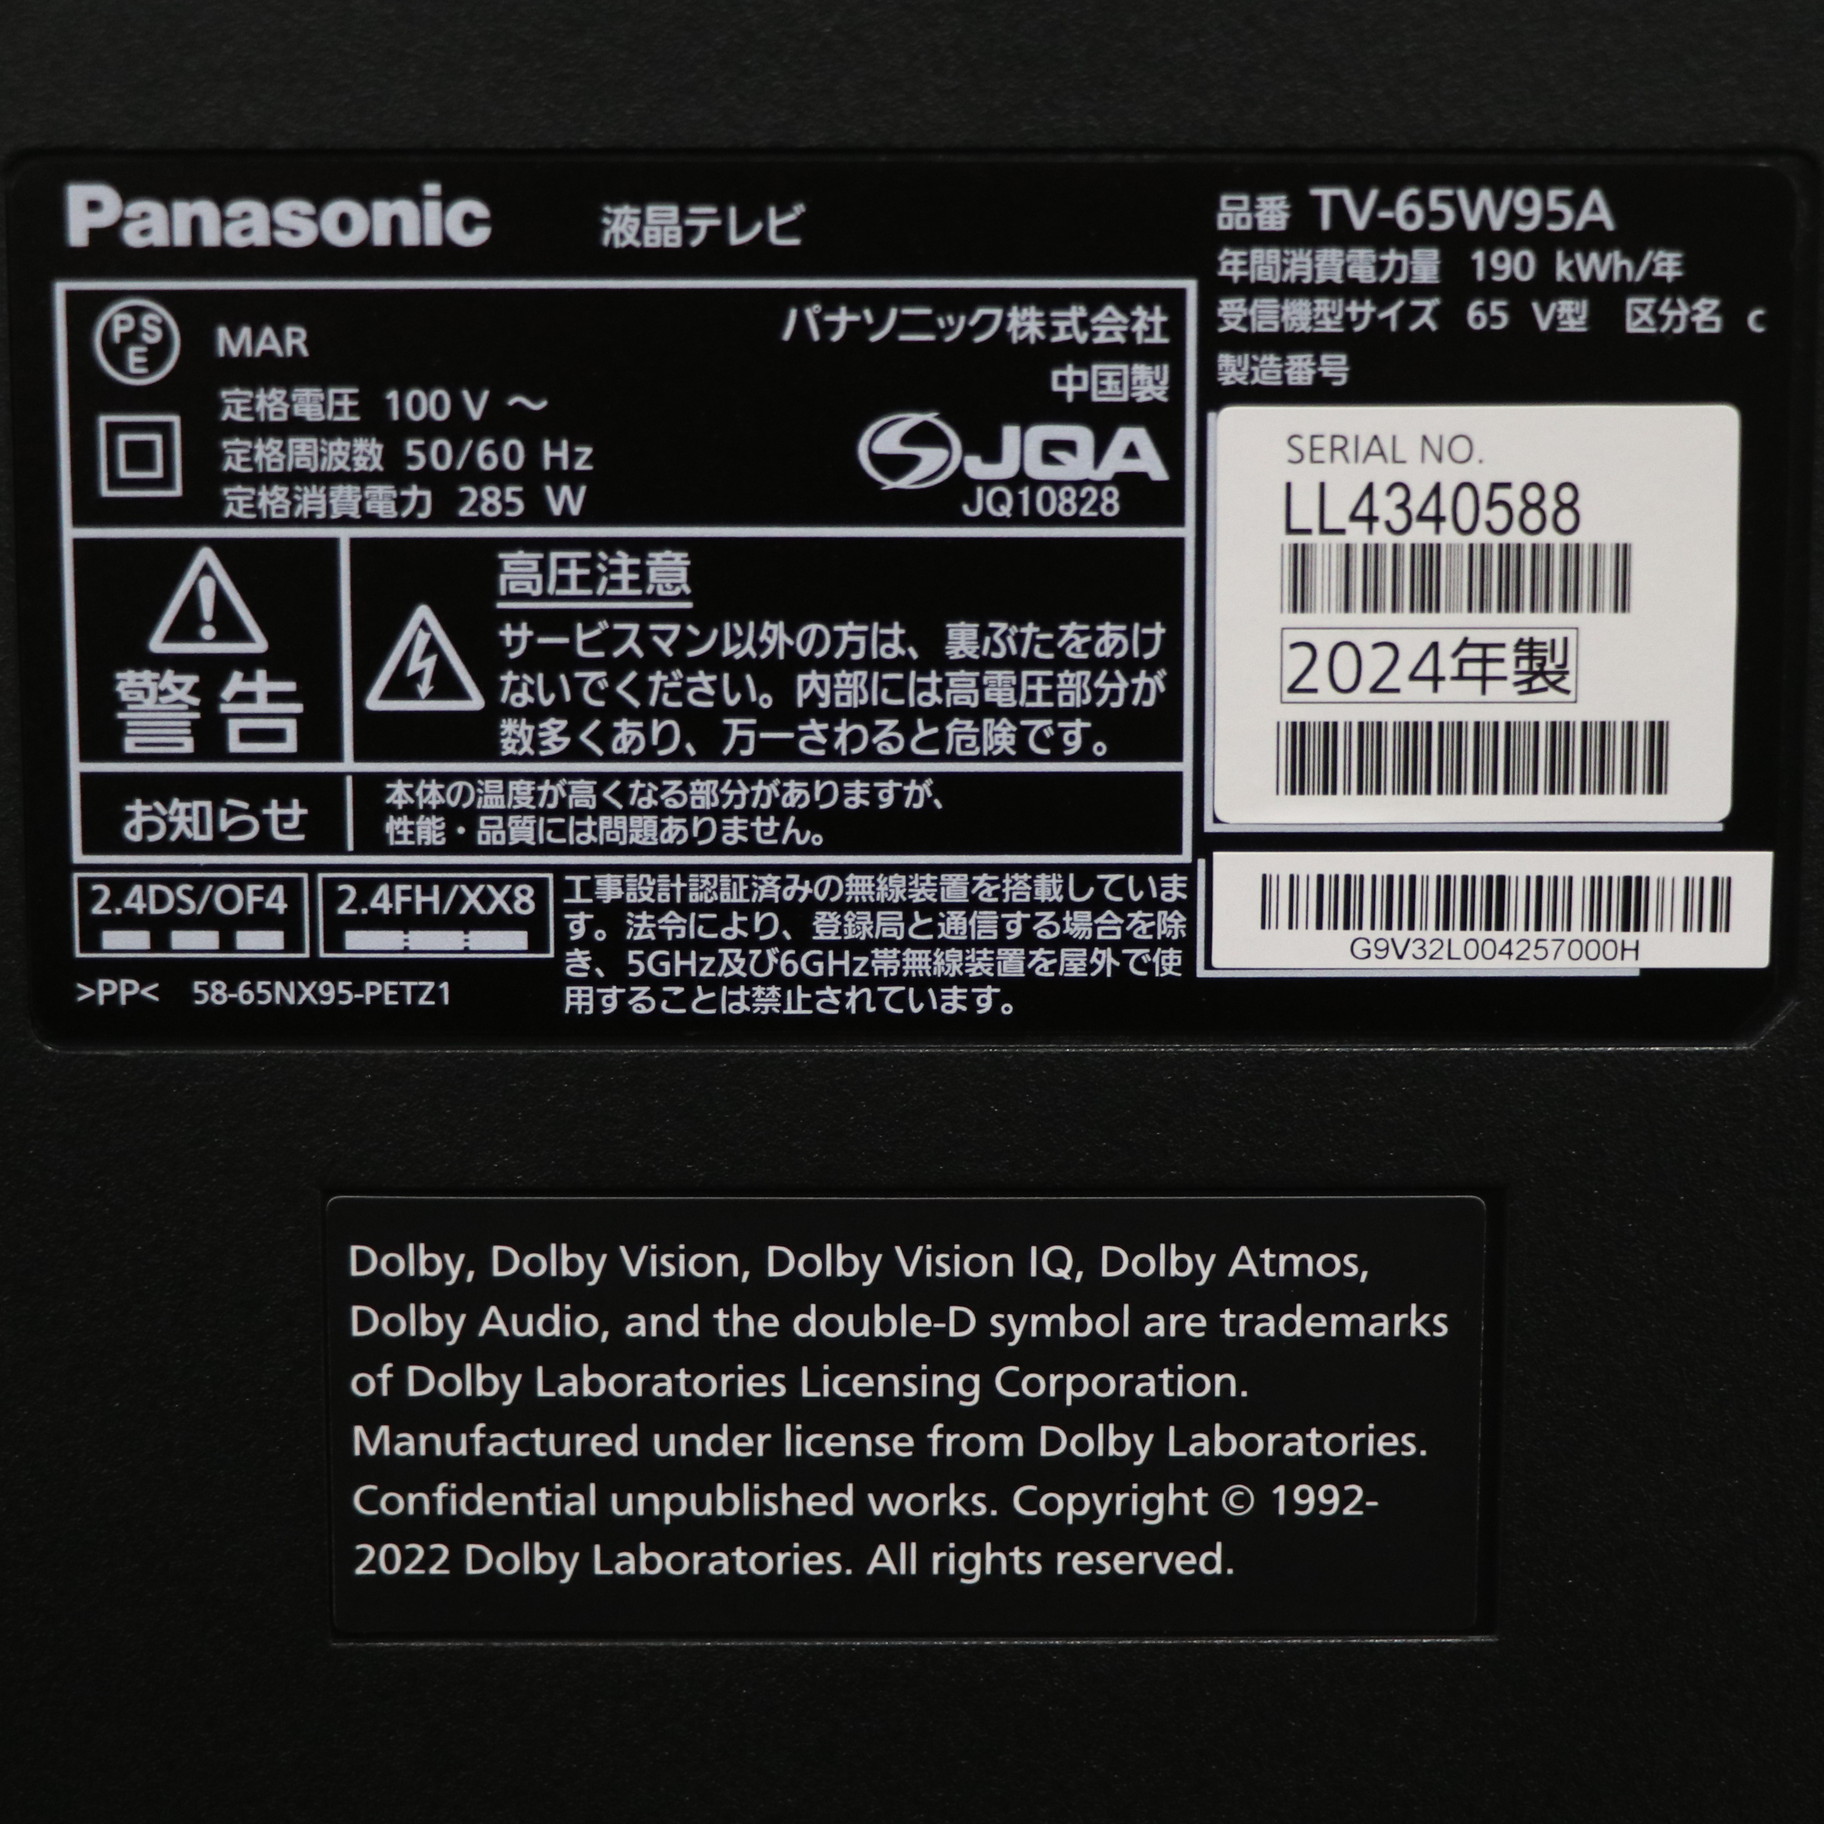 Panasonic 液晶テレビ
品番 TV-65W95A
年間消費電力量 190 kWh/年
受信機型サイズ 65 V型 区分名 c
製造番号
PSE MAR
パナソニック株式会社
中国製
定格電圧 100 V ～
定格周波数 50/60 Hz
定格消費電力 285 W
JQA
JQ10828
SERIAL NO.
LL4340588
2024年製
警告
高圧注意
サービスマン以外の方は、裏ぶたをあけ
ないでください。内部には高電圧部分が
数多くあり、万一さわると危険です。
お知らせ
本体の温度が高くなる部分がありますが、
性能・品質には問題ありません。
2.4DS/OF4
2.4FH/XX8
工事設計認証済みの無線装置を搭載していま
す。法令により、登録局と通信する場合を除
き、5GHz及び6GHz帯無線装置を屋外で使
用することは禁止されています。
>PP< 58-65NX95-PETZ1
G9V32L004257000H
Dolby, Dolby Vision, Dolby Vision IQ, Dolby Atmos,
Dolby Audio, and the double-D symbol are trademarks
of Dolby Laboratories Licensing Corporation.
Manufactured under license from Dolby Laboratories.
Confidential unpublished works. Copyright © 1992-
2022 Dolby Laboratories. All rights reserved.